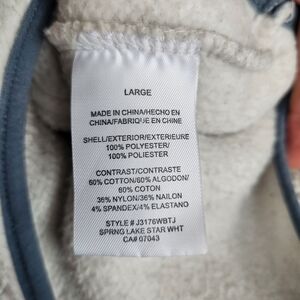 LARGE
MADE IN CHINA/HECHO EN
CHINA/FABRIQUE EN CHINA
SHELL/EXTERIOR/EXTERIEURE
100% POLYESTER/
100% POLIESTER
CONTRAST/CONTRASTE
60% COTTON/60% ALGODON/
60% COTON
36% NYLON/36% NAILON
4% SPANDEX/4% ELASTANO
STYLE # J3176WBTJ
SPRNG LAKE STAR WHT
CA# 07043